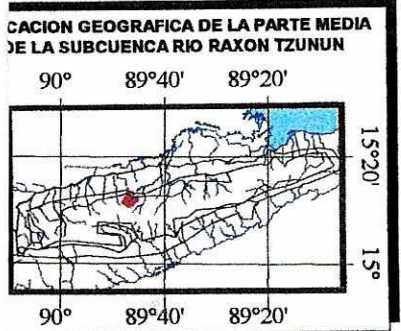 CACION GEOGRAFICA DE LA PARTE MEDIA
DE LA SUBCUENCA RIO RAXON TZUNUN
90° 89°40' 89°20'
15°20'
15°
90° 89°40' 89°20'